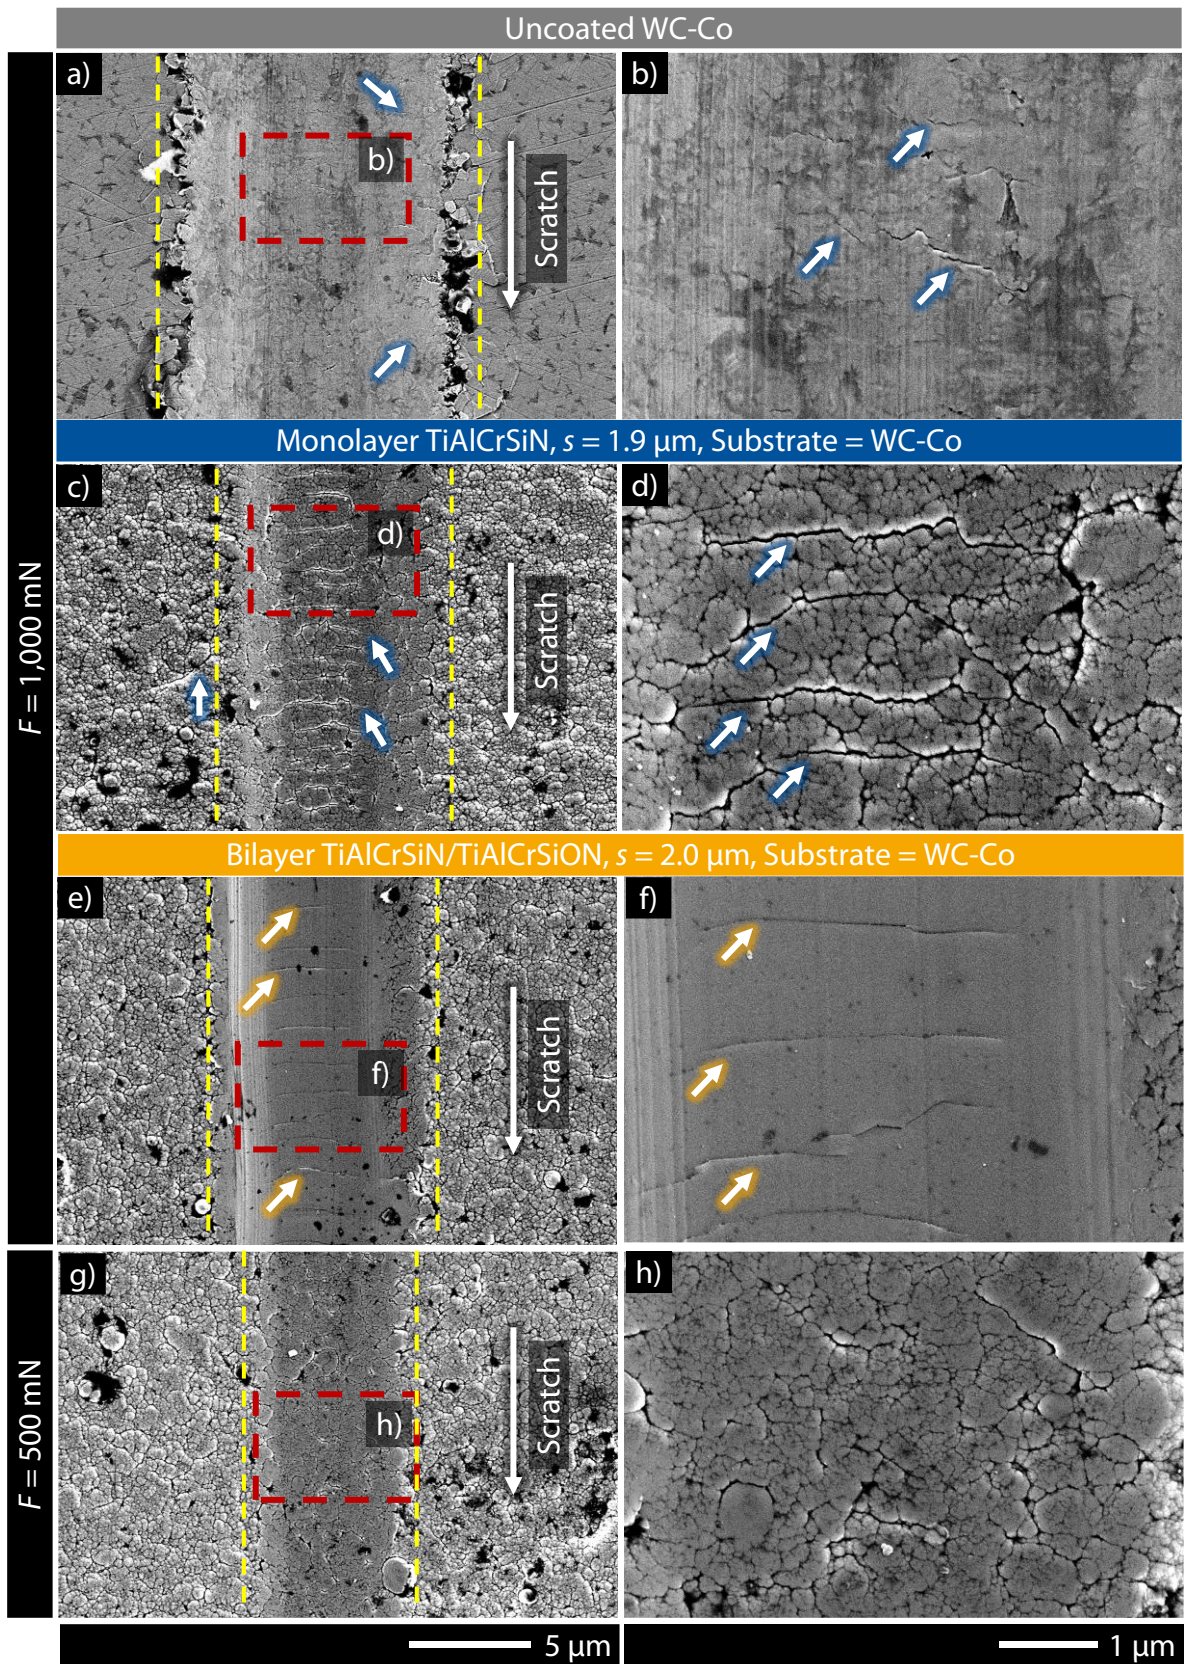 Uncoated WC-Co
F = 1,000 mN
a)
b)
Scratch
b)
Monolayer TiAlCrSiN, s = 1.9 µm, Substrate = WC-Co
c)
d)
Scratch
d)
Bilayer TiAlCrSiN/TiAlCrSiON, s = 2.0 µm, Substrate = WC-Co
e)
f)
Scratch
f)
F = 500 mN
g)
h)
Scratch
h)
5 µm
1 µm